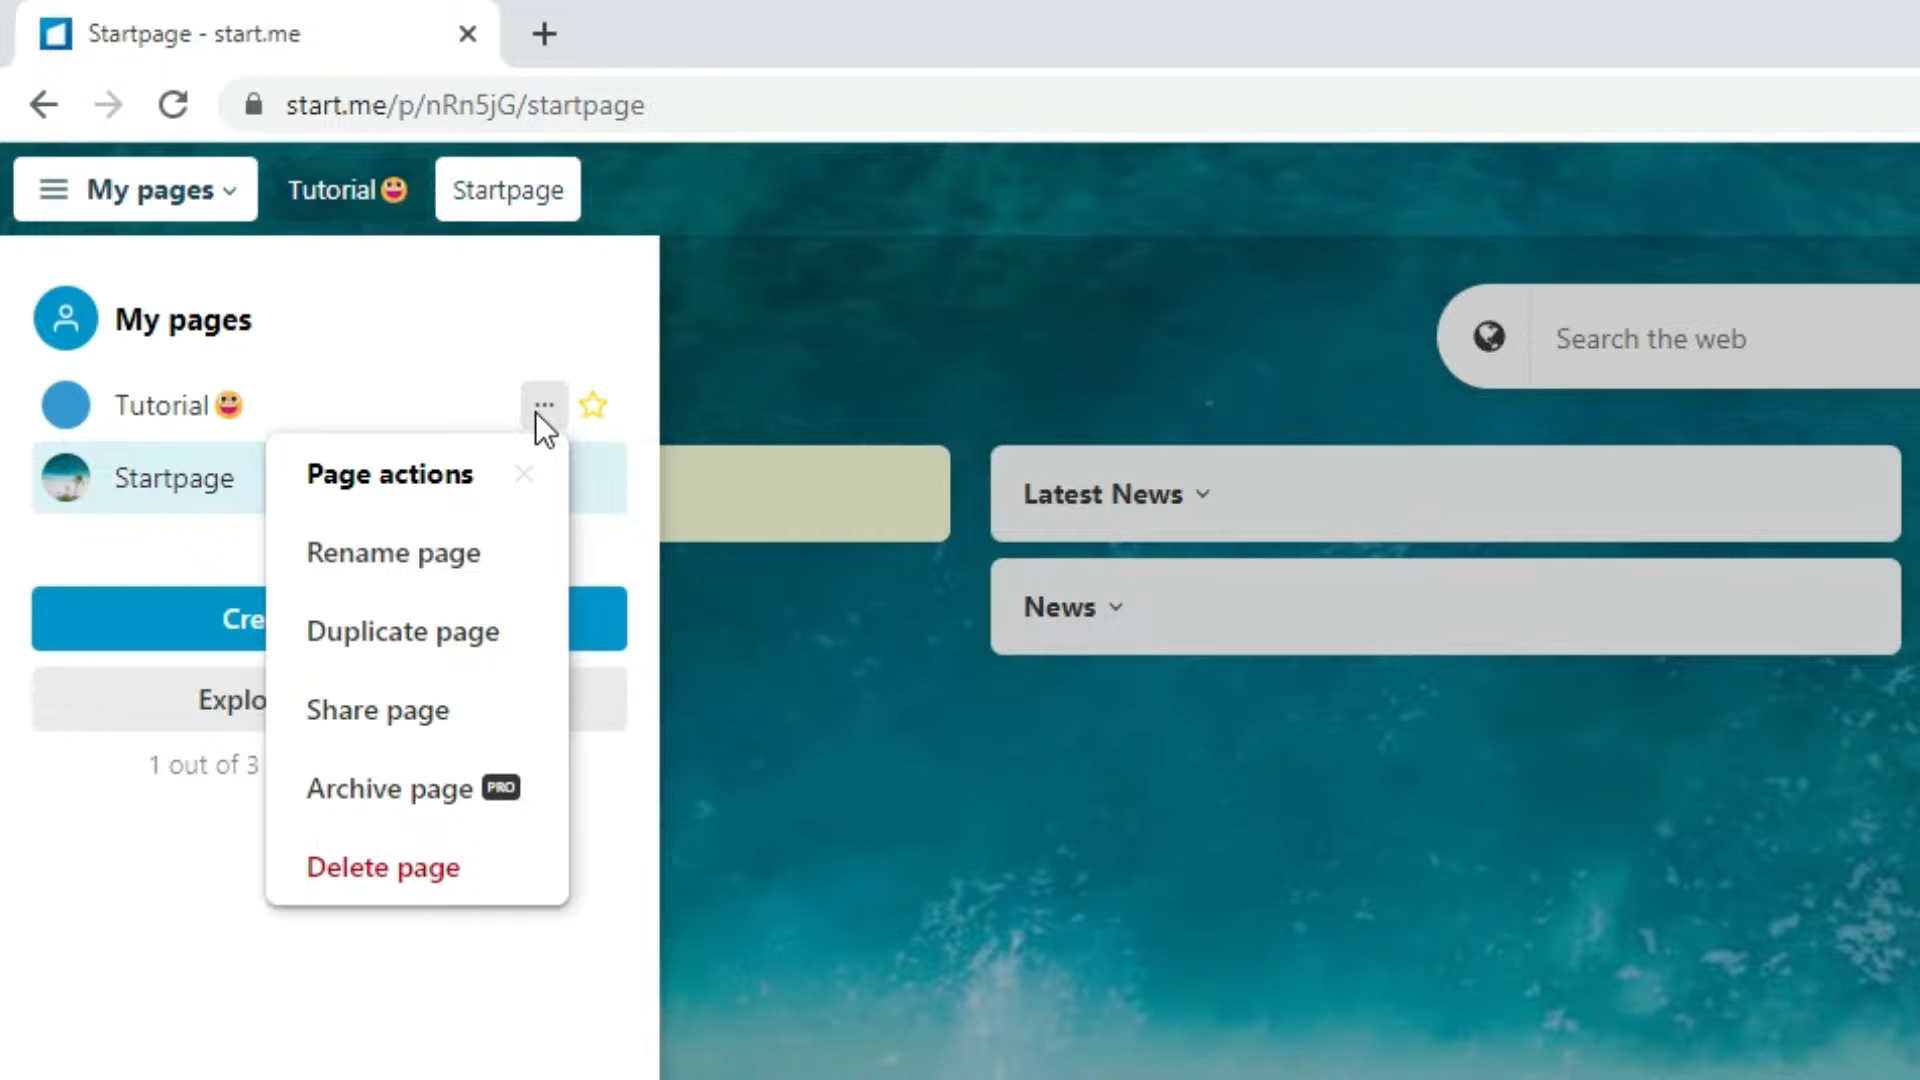 Startpage - start.me
start.me/p/nRn5jG/startpage
My pages
Tutorial😀
Startpage
My pages
Tutorial😀
...
Startpage
Page actions
Rename page
Duplicate page
Share page
Archive page PRO
Delete page
Cre
Explo
1 out of 3
Search the web
Latest News
News